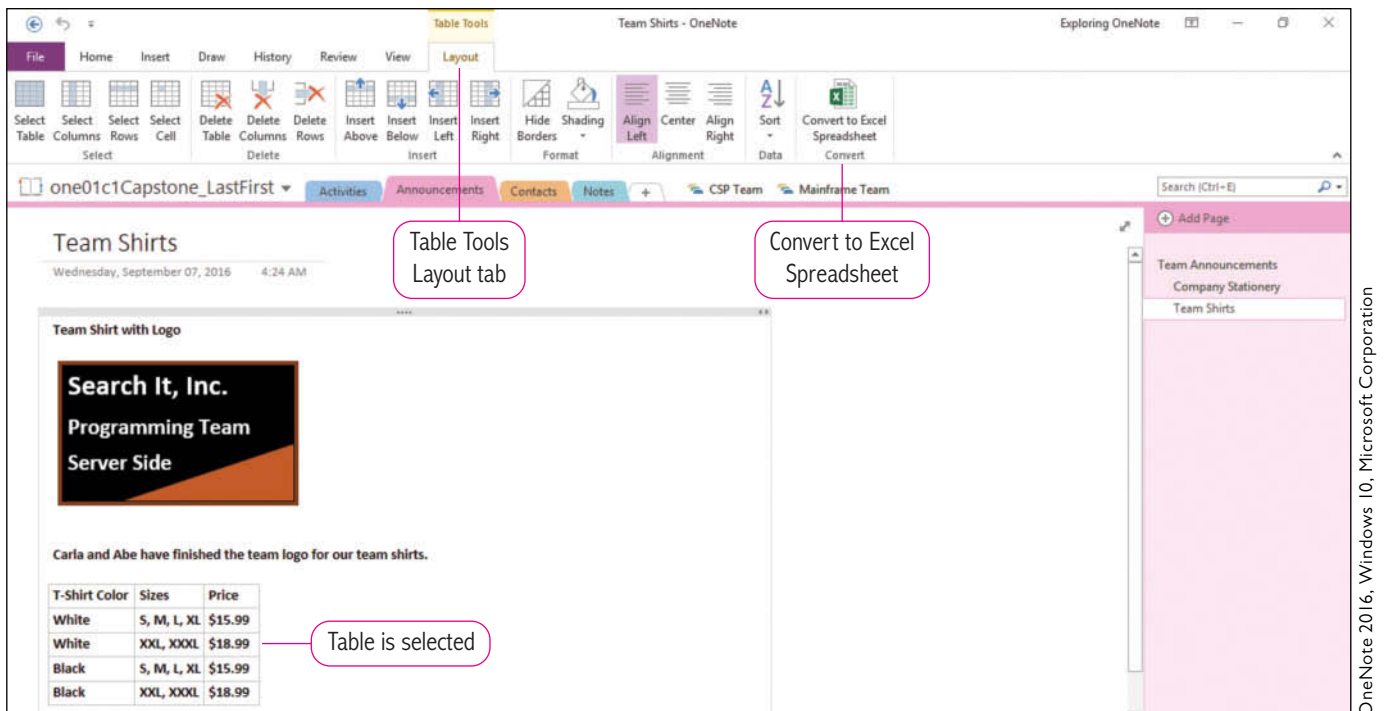 Table Tools
Team Shirts - OneNote
Exploring OneNote
File Home Insert Draw History Review View Layout
Select Table
Select Columns
Select Rows
Select Cell
Delete Table
Delete Columns
Delete Rows
Insert Above
Insert Below
Insert Left
Insert Right
Hide Borders
Shading
Align Left
Center
Align Right
Sort
Convert to Excel Spreadsheet
Select Delete Insert Format Alignment Data Convert
one01c1Capstone_LastFirst Activities Announcements Contacts Notes + CSP Team Mainframe Team
Search (Ctrl+E)
Add Page
Team Announcements
Company Stationery
Team Shirts
Team Shirts
Wednesday, September 07, 2016 4:24 AM
Table Tools
Layout tab
Convert to Excel
Spreadsheet
Team Shirt with Logo
Search It, Inc.
Programming Team
Server Side
Carla and Abe have finished the team logo for our team shirts.
T-Shirt Color Sizes Price
White S, M, L, XL $15.99
White XXL, XXXL $18.99
Black S, M, L, XL $15.99
Black XXL, XXXL $18.99
Table is selected
OneNote 2016, Windows 10, Microsoft Corporation